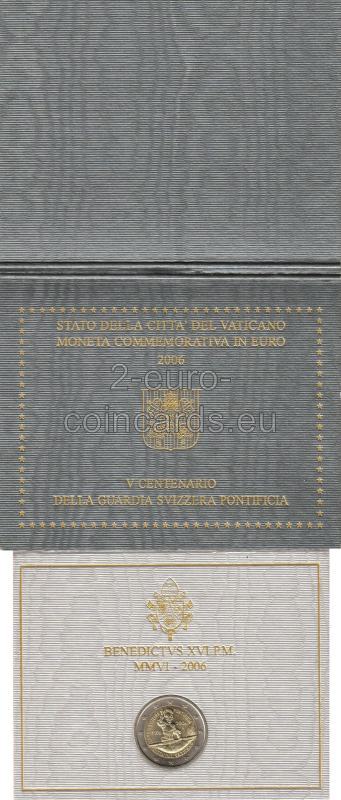 STATO DELLA CITTA' DEL VATICANO
MONETA COMMEMORATIVA IN EURO
2006
2-euro-
coincards.eu
V CENTENARIO
DELLA GUARDIA SVIZZERA PONTIFICIA
BENEDICTVS XVI P.M.
MMVI - 2006